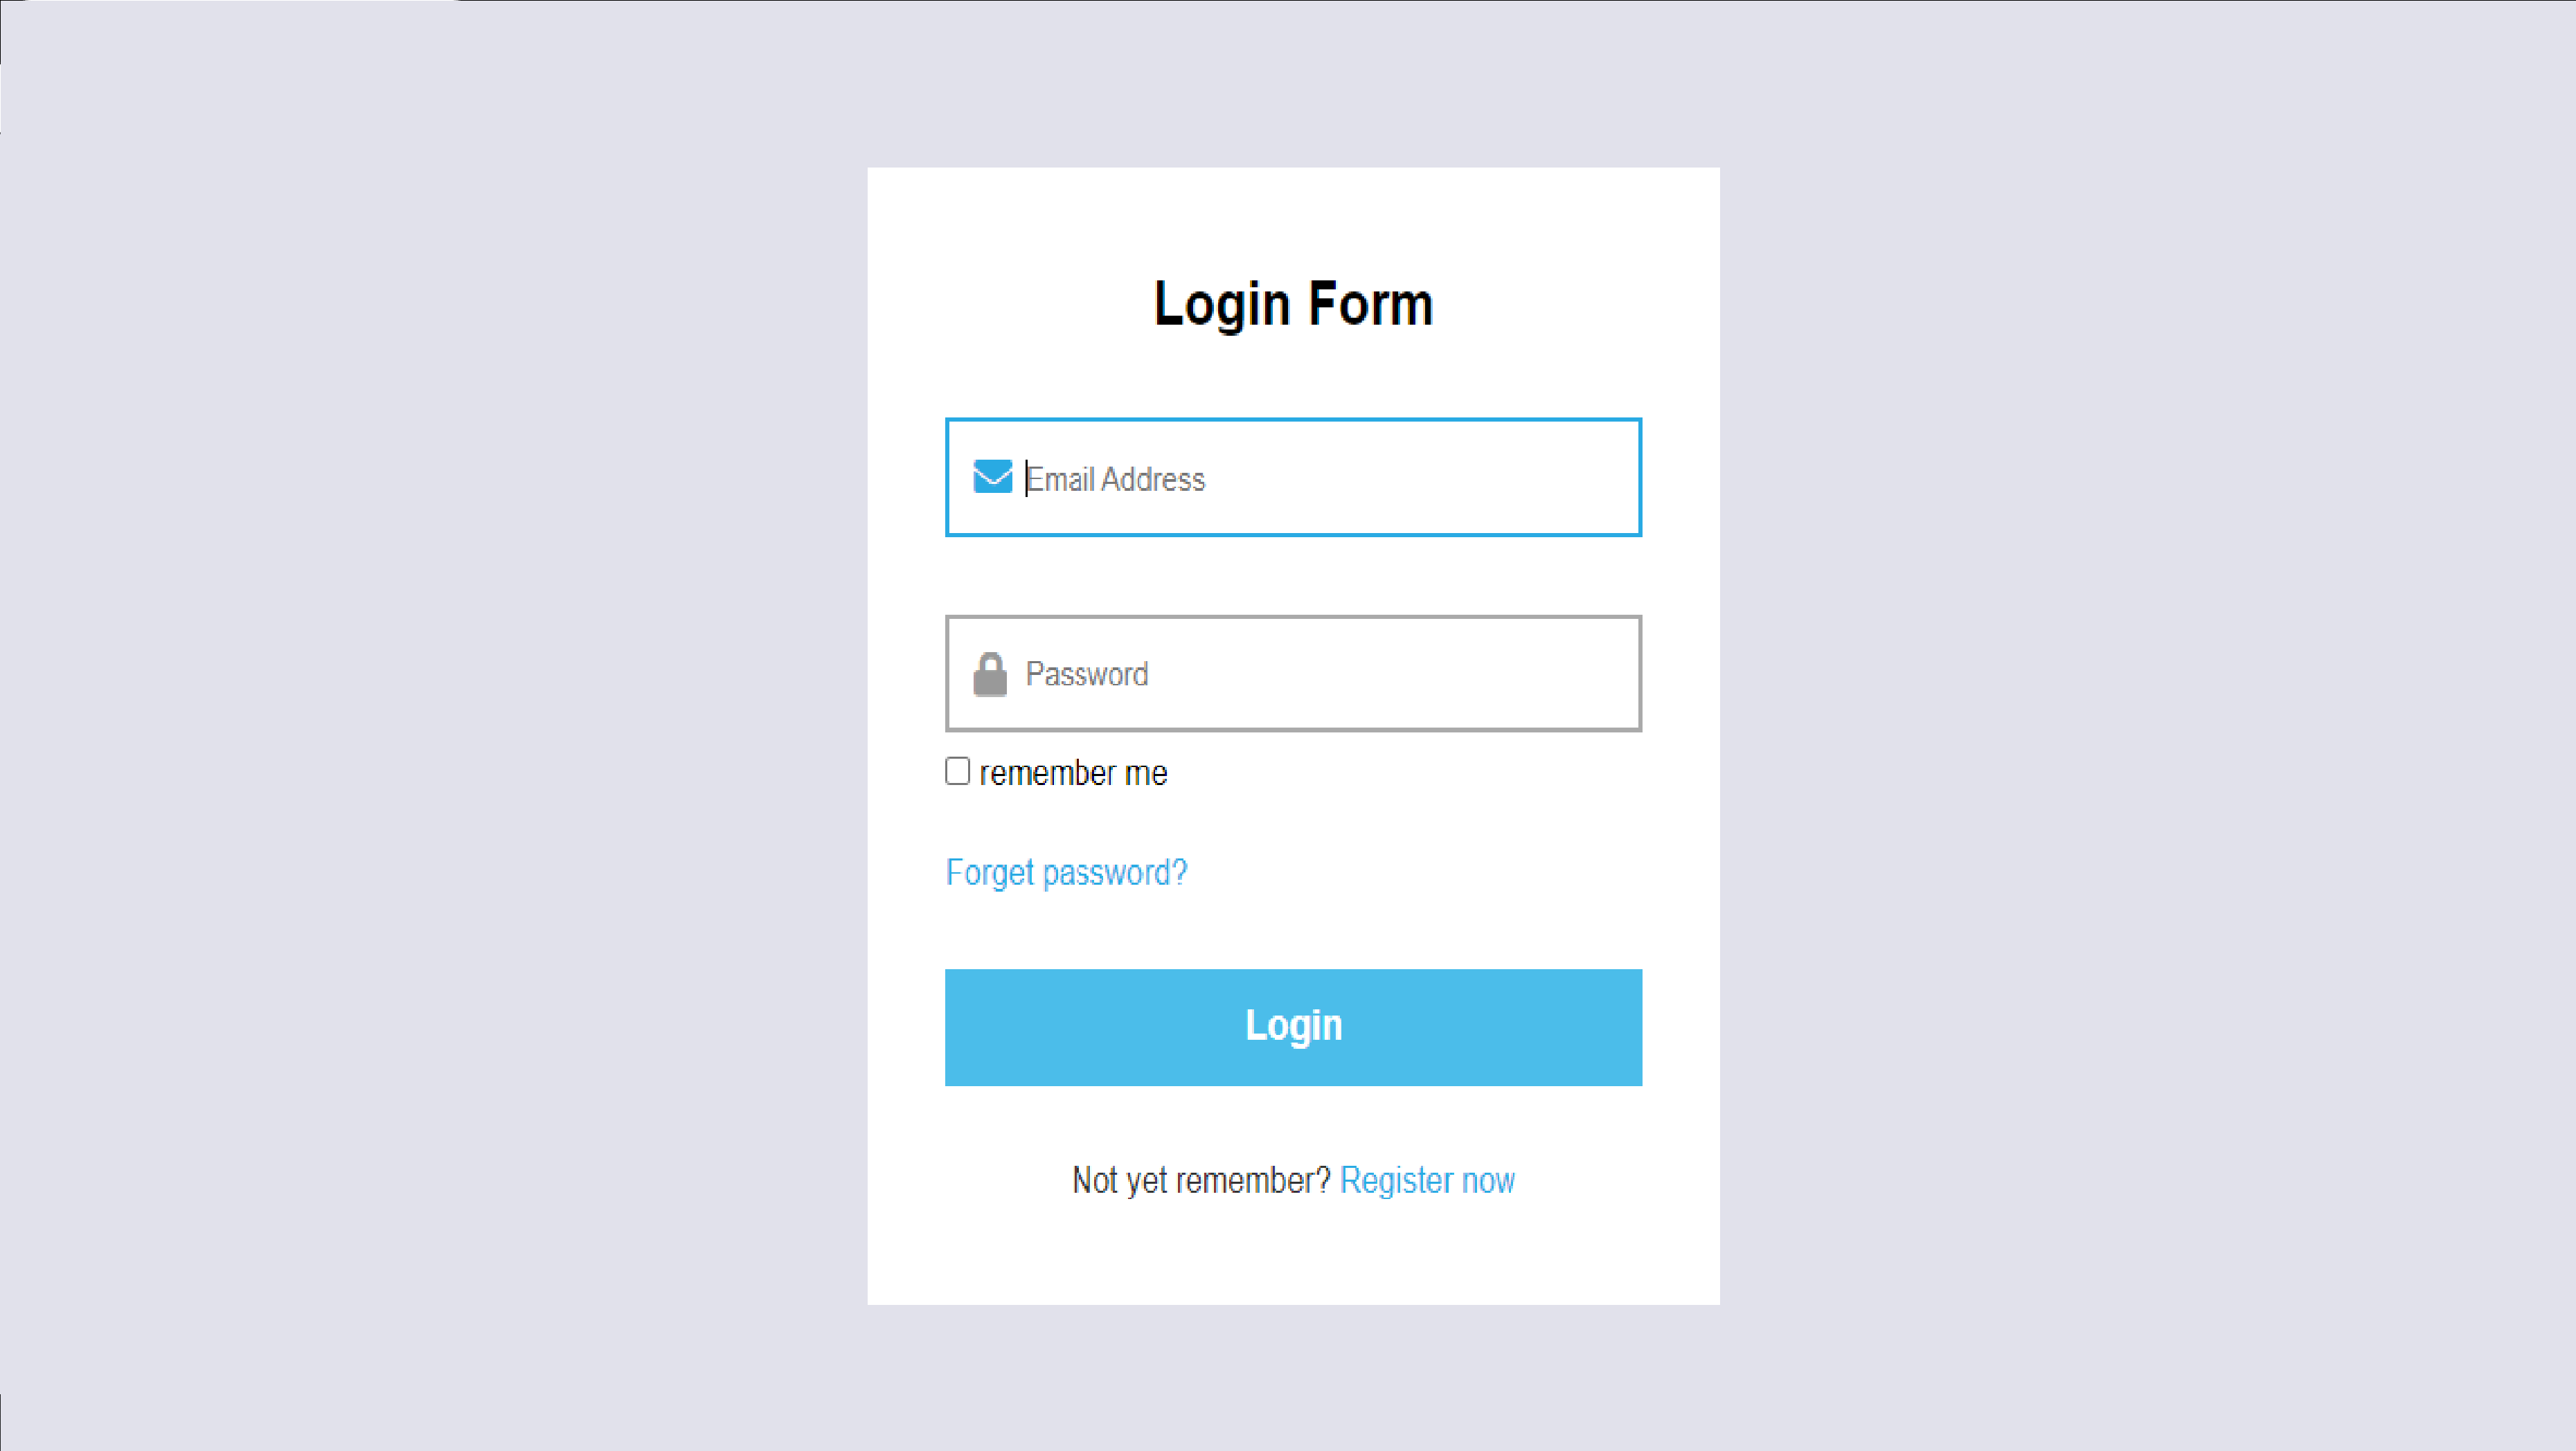 Login Form
Email Address
Password
remember me
Forget password?
Login
Not yet remember? Register now